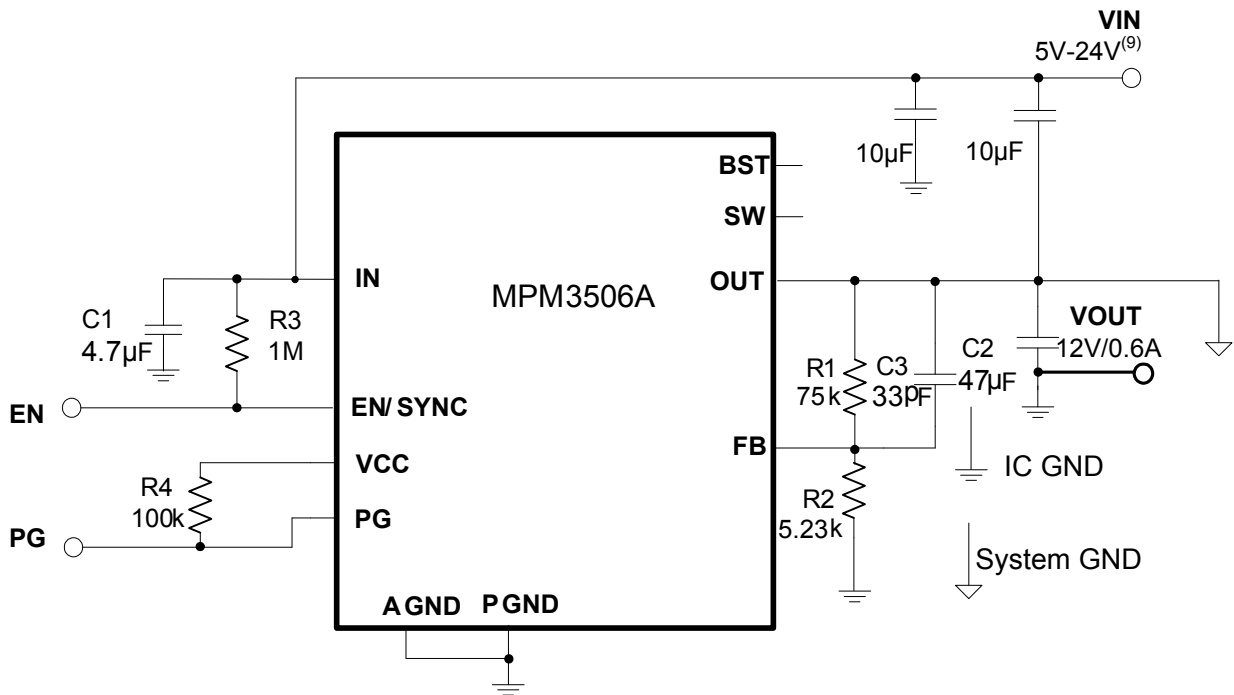 VIN
5V-24V(9)
10µF
10µF
BST
SW
IN
MPM3506A
OUT
C1
4.7µF
R3
1M
VOUT
12V/0.6A
C2
47µF
R1
75k
C3
33pF
EN
EN/SYNC
FB
VCC
IC GND
R4
100k
PG
PG
R2
5.23k
System GND
AGND
PGND